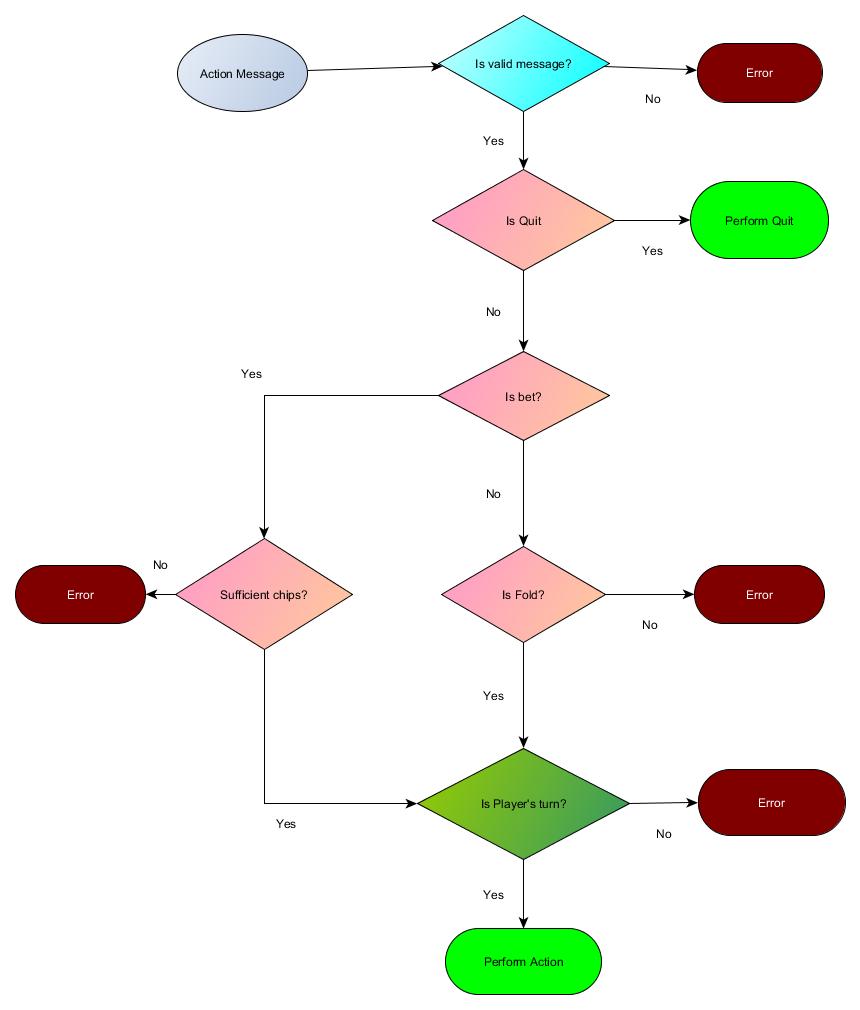 Action Message
Is valid message?
Error
No
Yes
Is Quit
Perform Quit
Yes
No
Yes
Is bet?
No
No
Error
Sufficient chips?
Is Fold?
Error
No
Yes
Is Player's turn?
Error
Yes
No
Yes
Perform Action